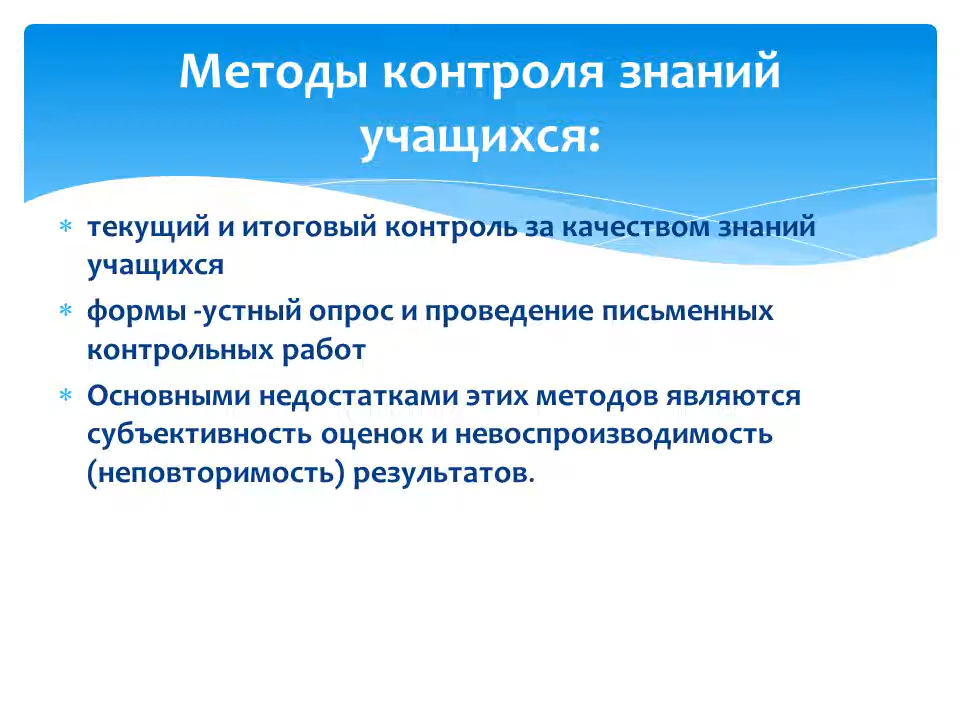 Методы контроля знаний
учащихся:
текущий и итоговый контроль за качеством знаний
учащихся
формы -устный опрос и проведение письменных
контрольных работ
Основными недостатками этих методов являются
субъективность оценок и невоспроизводимость
(неповторимость) результатов.